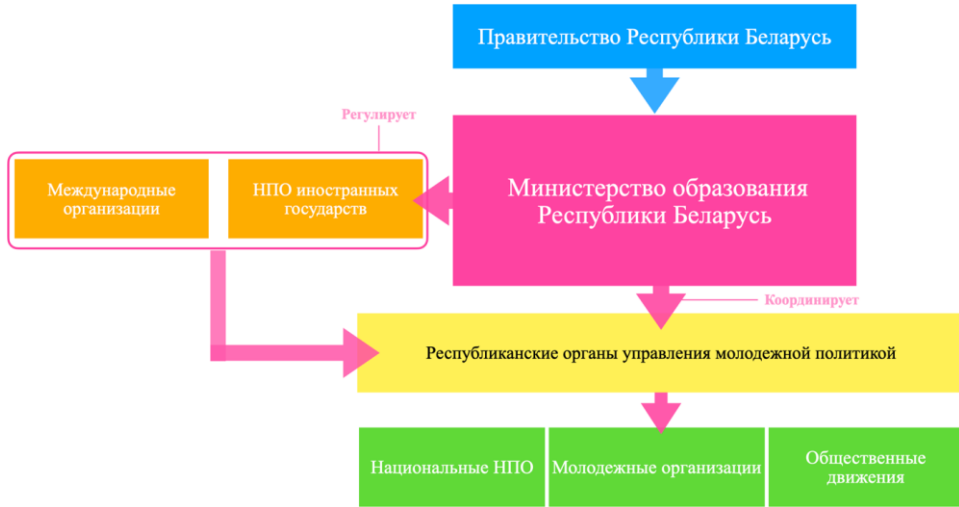 Правительство Республики Беларусь
Регулирует
Международные
организации
НПО иностранных
государств
Министерство образования
Республики Беларусь
Координирует
Республиканские органы управления молодежной политикой
Национальные НПО
Молодежные организации
Общественные
движения